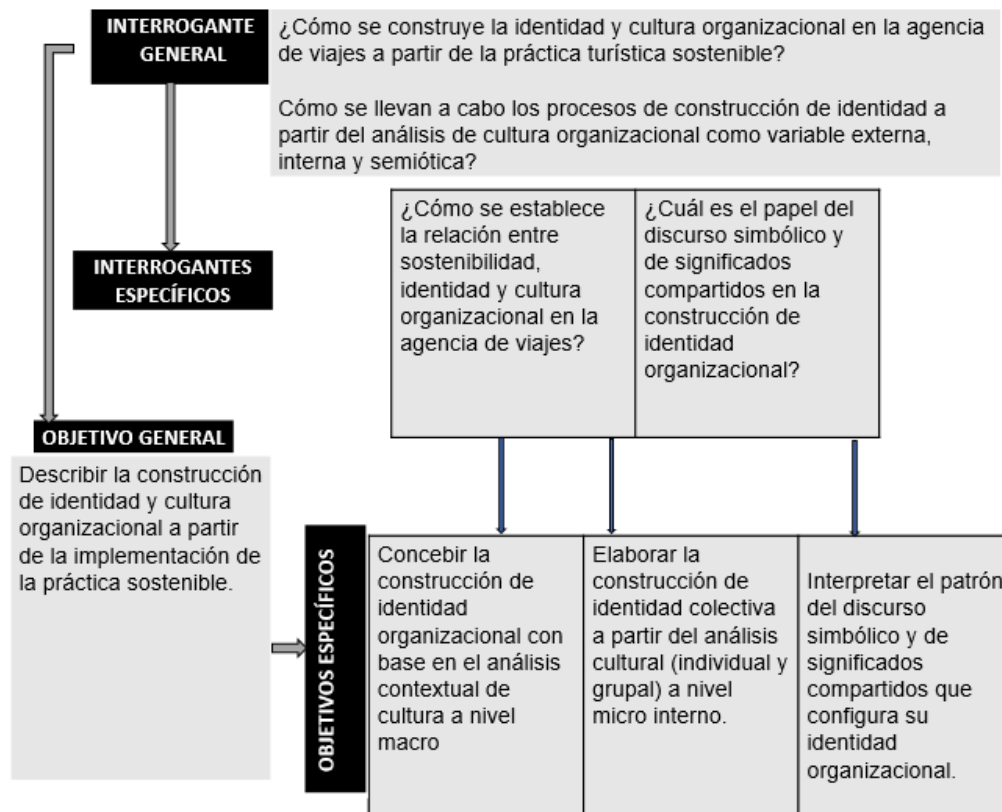 INTERROGANTE
GENERAL
¿Cómo se construye la identidad y cultura organizacional en la agencia
de viajes a partir de la práctica turística sostenible?
Cómo se llevan a cabo los procesos de construcción de identidad a
partir del análisis de cultura organizacional como variable externa,
interna y semiótica?
INTERROGANTES
ESPECÍFICOS
¿Cómo se establece
la relación entre
sostenibilidad,
identidad y cultura
organizacional en la
agencia de viajes?
¿Cuál es el papel del
discurso simbólico y
de significados
compartidos en la
construcción de
identidad
organizacional?
OBJETIVO GENERAL
Describir la construcción
de identidad y cultura
organizacional a partir
de la implementación de
la práctica sostenible.
OBJETIVOS ESPECÍFICOS
Concebir la
construcción de
identidad
organizacional con
base en el análisis
contextual de
cultura a nivel
macro
Elaborar la
construcción de
identidad colectiva
a partir del análisis
cultural (individual y
grupal) a nivel
micro interno.
Interpretar el patrón
del discurso
simbólico y de
significados
compartidos que
configura su
identidad
organizacional.